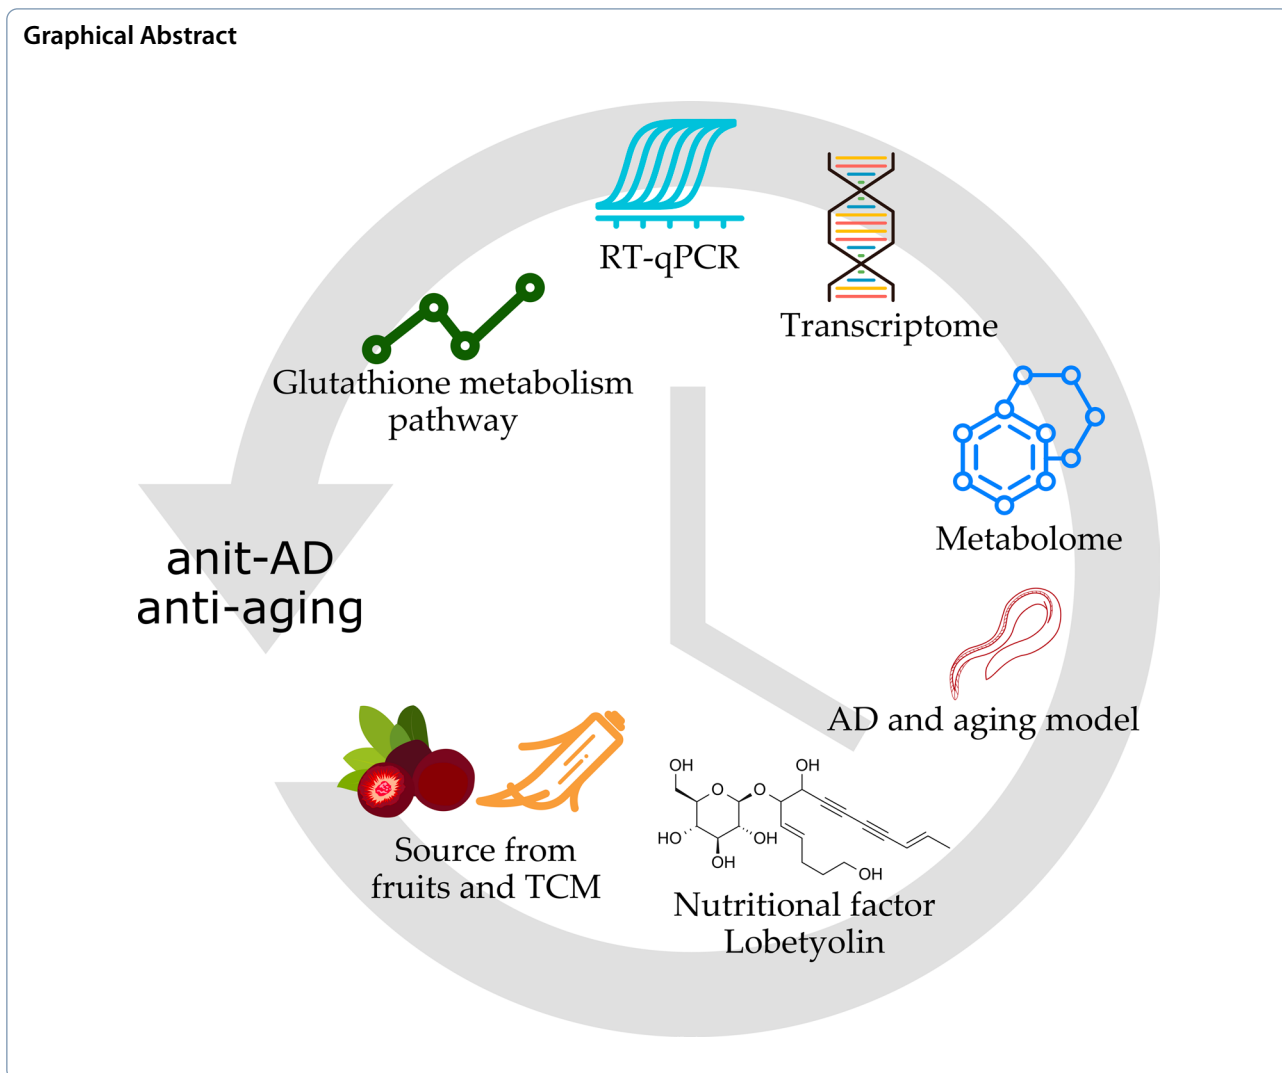 Graphical Abstract
RT-qPCR
Transcriptome
Glutathione metabolism
pathway
Metabolome
anit-AD
anti-aging
AD and aging model
Source from
fruits and TCM
OH
OH
O
O
HO
OH
OH
OH
Nutritional factor
Lobetyolin